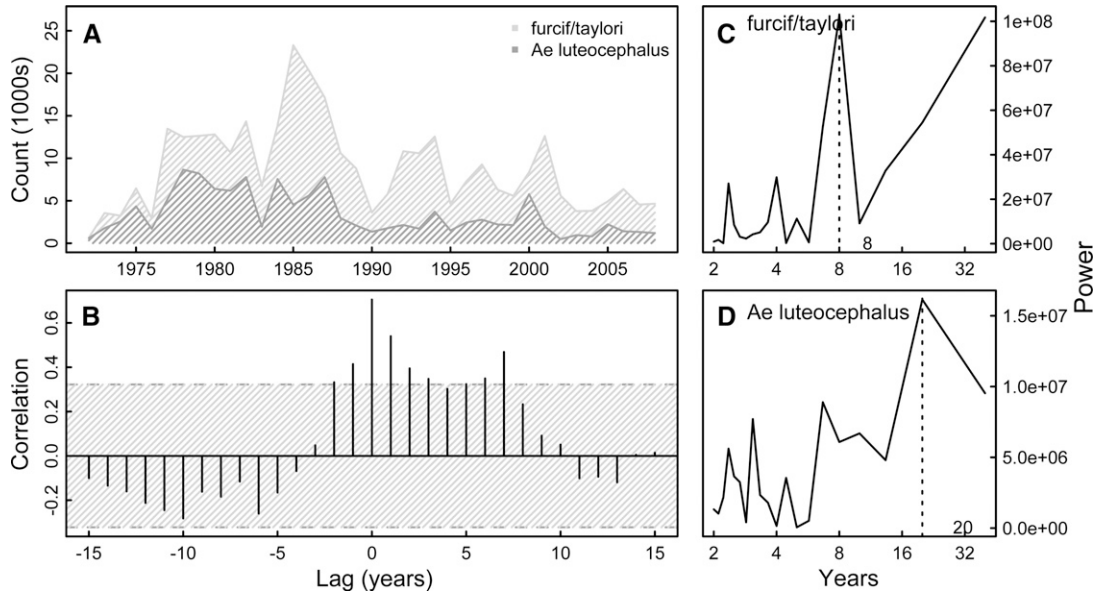 A
furcif/taylori
Ae luteocephalus
Count (1000s)
25
20
15
10
5
0
1975 1980 1985 1990 1995 2000 2005
B
Correlation
0.6
0.4
0.2
0.0
-0.2
-15 -10 -5 0 5 10 15
Lag (years)
C furcif/taylori
1e+08
8e+07
6e+07
4e+07
2e+07
0e+00
8
2 4 8 16 32
Power
D Ae luteocephalus
1.5e+07
1.0e+07
5.0e+06
0.0e+00
20
2 4 8 16 32
Years